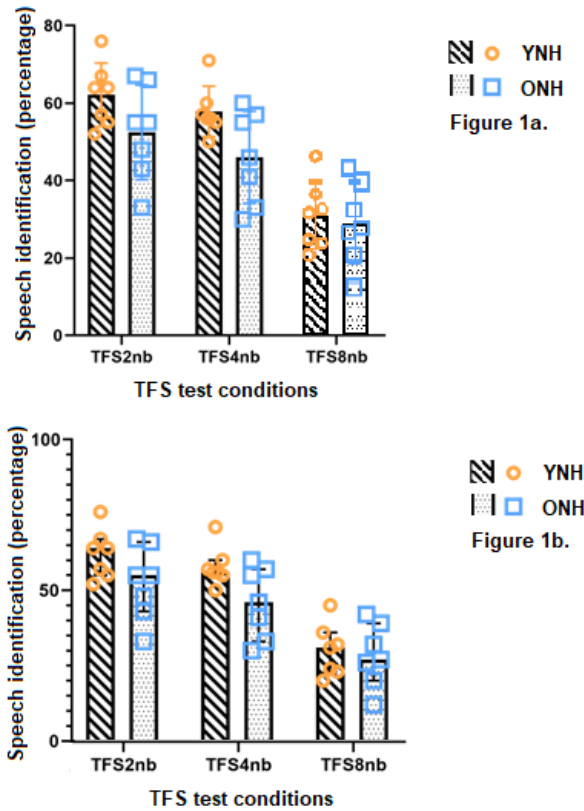 Speech identification (percentage)
80
60
40
20
0
TFS2nb TFS4nb TFS8nb
TFS test conditions
YNH
ONH
Figure 1a.
Speech identification (percentage)
100
50
0
TFS2nb TFS4nb TFS8nb
TFS test conditions
YNH
ONH
Figure 1b.